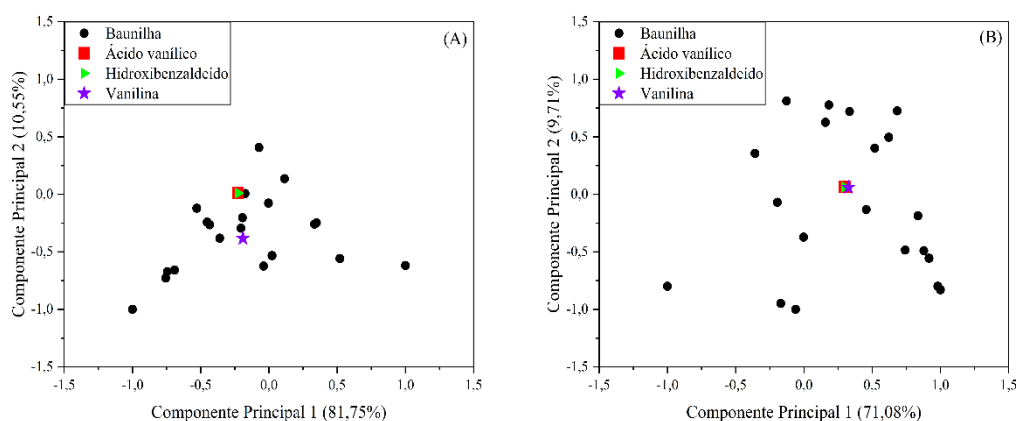 (A)
Baunilha
Ácido vanílico
Hidroxibenzaldeído
Vanilina
Componente Principal 2 (10,55%)
1,5
1,0
0,5
0,0
-0,5
-1,0
-1,5
-1,5
-1,0
-0,5
0,0
0,5
1,0
1,5
Componente Principal 1 (81,75%)
(B)
Baunilha
Ácido vanílico
Hidroxibenzaldeído
Vanilina
Componente Principal 2 (9,71%)
1,5
1,0
0,5
0,0
-0,5
-1,0
-1,5
-1,5
-1,0
-0,5
0,0
0,5
1,0
1,5
Componente Principal 1 (71,08%)